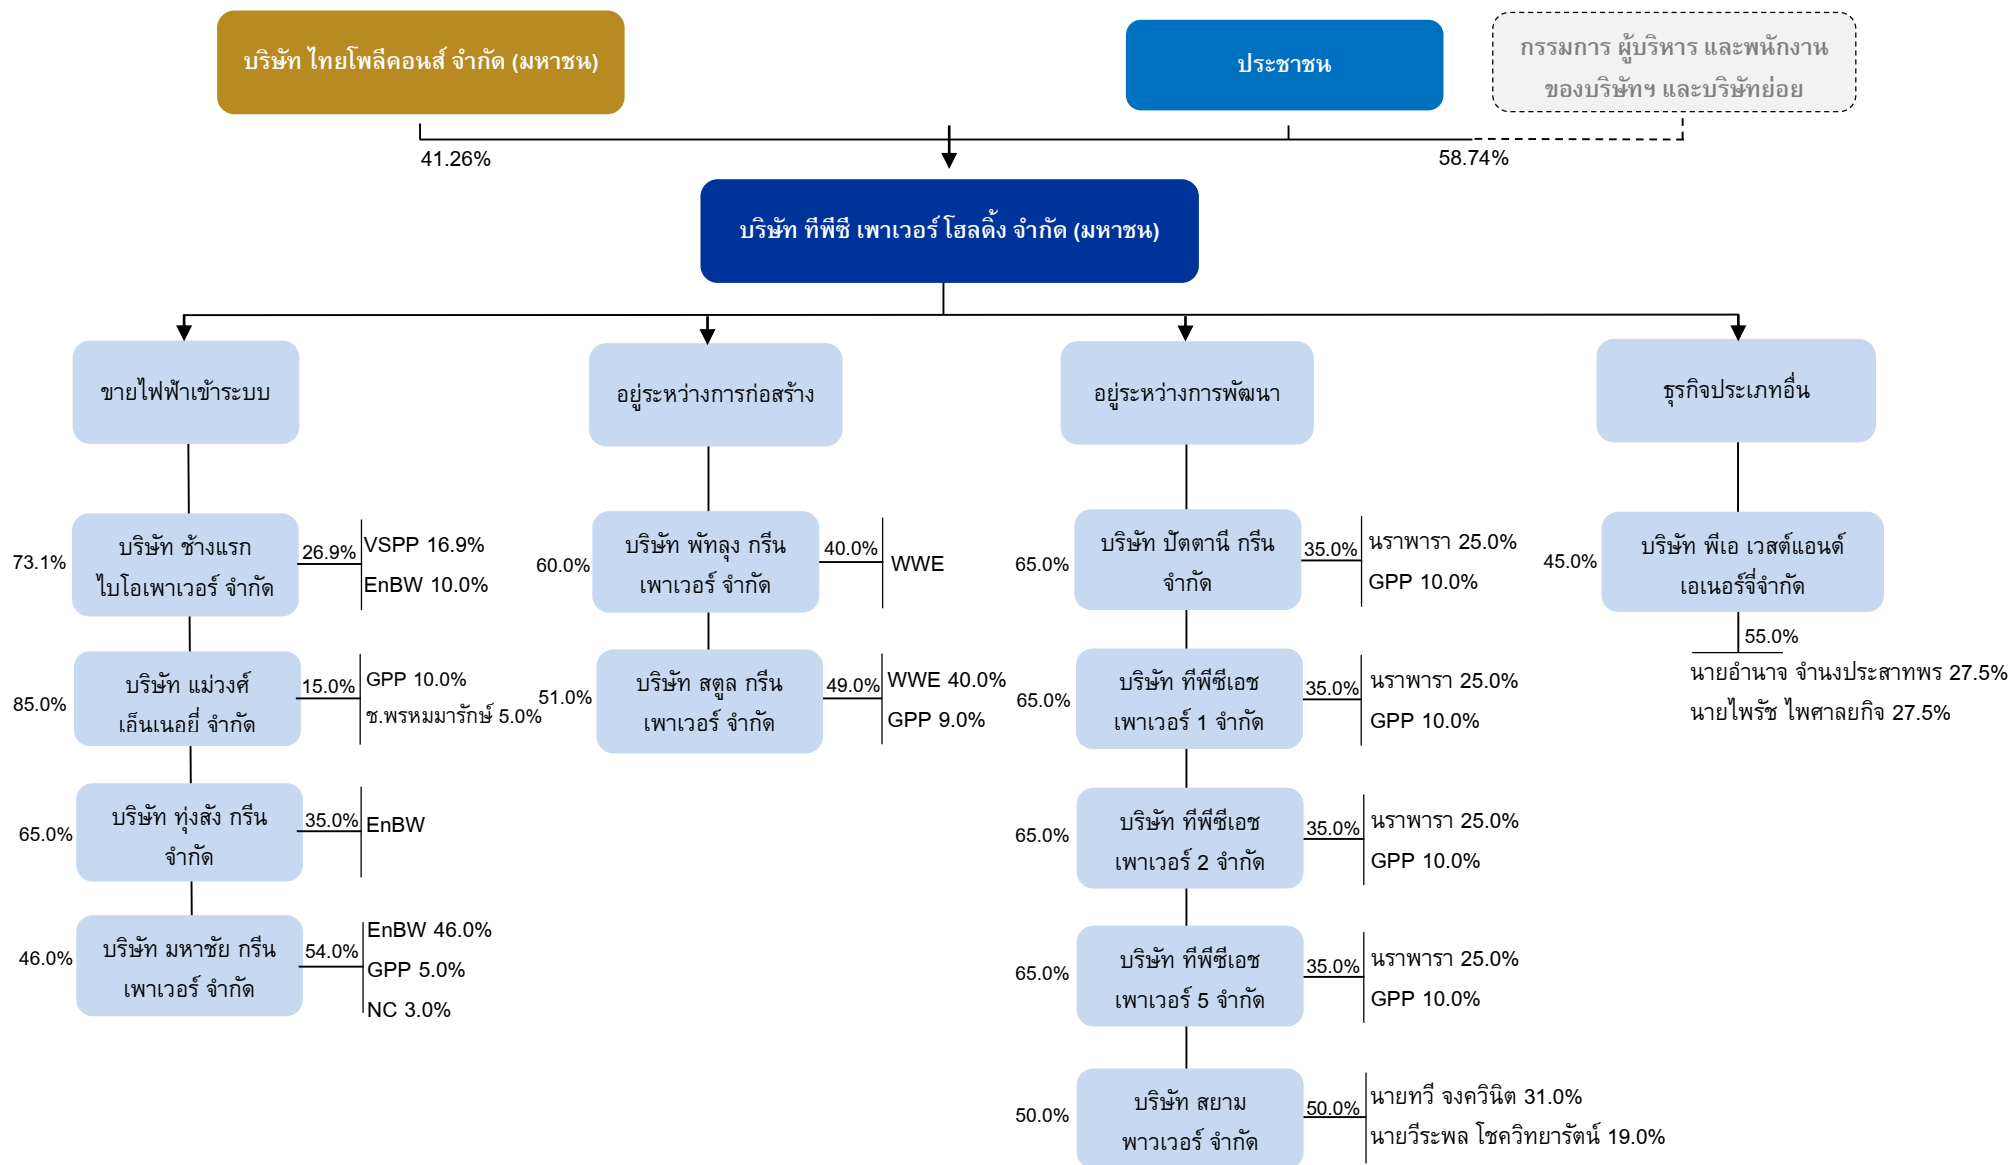 บริษัท ไทยโพลีคอนส์ จำกัด (มหาชน)
ประชาชน
กรรมการ ผู้บริหาร และพนักงาน
ของบริษัทฯ และบริษัทย่อย
41.26%
58.74%
บริษัท ทีพีซี เพาเวอร์ โฮลดิ้ง จำกัด (มหาชน)
ขายไฟฟ้าเข้าระบบ
73.1%
บริษัท ช้างแรก
ไบโอเพาเวอร์ จำกัด
26.9%
VSPP 16.9%
EnBW 10.0%
85.0%
บริษัท แม่วงศ์
เอ็นเนอยี่ จำกัด
15.0%
GPP 10.0%
ช.พรหมมารักษ์ 5.0%
65.0%
บริษัท ทุ่งสัง กรีน
จำกัด
35.0%
EnBW
46.0%
บริษัท มหาชัย กรีน
เพาเวอร์ จำกัด
54.0%
EnBW 46.0%
GPP 5.0%
NC 3.0%
อยู่ระหว่างการก่อสร้าง
60.0%
บริษัท พัทลุง กรีน
เพาเวอร์ จำกัด
40.0%
WWE
51.0%
บริษัท สตูล กรีน
เพาเวอร์ จำกัด
49.0%
WWE 40.0%
GPP 9.0%
อยู่ระหว่างการพัฒนา
65.0%
บริษัท ปัตตานี กรีน
จำกัด
35.0%
นราพารา 25.0%
GPP 10.0%
65.0%
บริษัท ทีพีซีเอช
เพาเวอร์ 1 จำกัด
35.0%
นราพารา 25.0%
GPP 10.0%
65.0%
บริษัท ทีพีซีเอช
เพาเวอร์ 2 จำกัด
35.0%
นราพารา 25.0%
GPP 10.0%
65.0%
บริษัท ทีพีซีเอช
เพาเวอร์ 5 จำกัด
35.0%
นราพารา 25.0%
GPP 10.0%
50.0%
บริษัท สยาม
พาวเวอร์ จำกัด
50.0%
นายทวี จงควินิต 31.0%
นายวีระพล โชควิทยารัตน์ 19.0%
ธุรกิจประเภทอื่น
45.0%
บริษัท พีเอ เวสต์แอนด์
เอเนอร์จี่จำกัด
55.0%
นายอำนาจ จำนงประสาทพร 27.5%
นายไพรัช ไพศาลยกิจ 27.5%